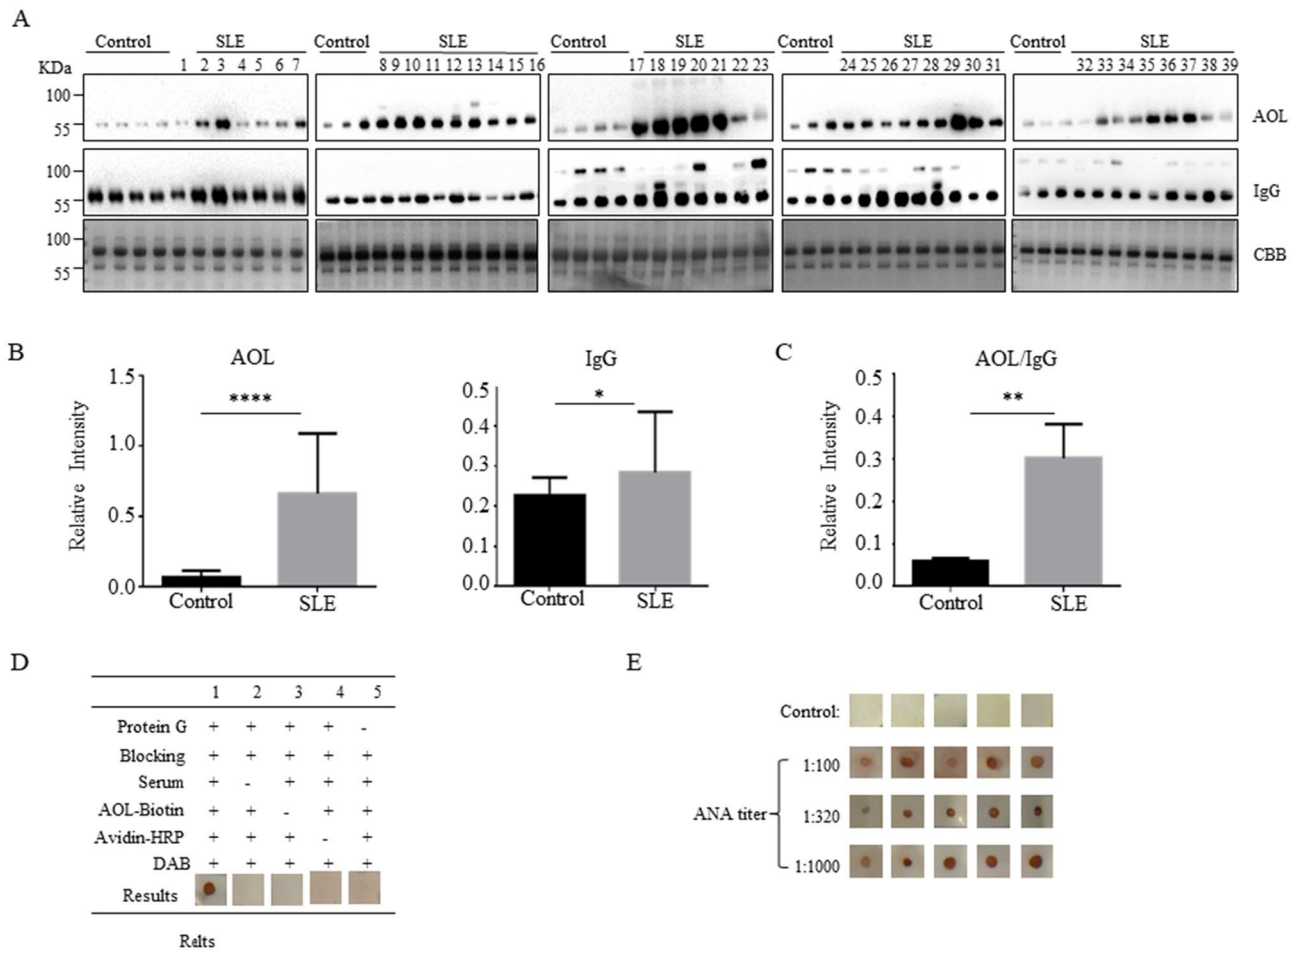 A
Control SLE Control SLE Control SLE Control SLE Control SLE
KDa 1 2 3 4 5 6 7 8 9 10 11 12 13 14 15 16 17 18 19 20 21 22 23 24 25 26 27 28 29 30 31 32 33 34 35 36 37 38 39
100
55
AOL
100
55
IgG
100
55
CBB
B
AOL
Relative Intensity
1.5
1.0
0.5
0.0
****
Control SLE
IgG
0.5
0.4
0.3
0.2
0.1
0.0
*
Control SLE
C
AOL/IgG
Relative Intensity
0.5
0.4
0.3
0.2
0.1
0.0
**
Control SLE
D
1 2 3 4 5
Protein G + + + + -
Blocking + + + + +
Serum + - + + +
AOL-Biotin + + - + +
Avidin-HRP + + + - +
DAB + + + + +
Results
Relts
E
Control:
ANA titer
1:100
1:320
1:1000